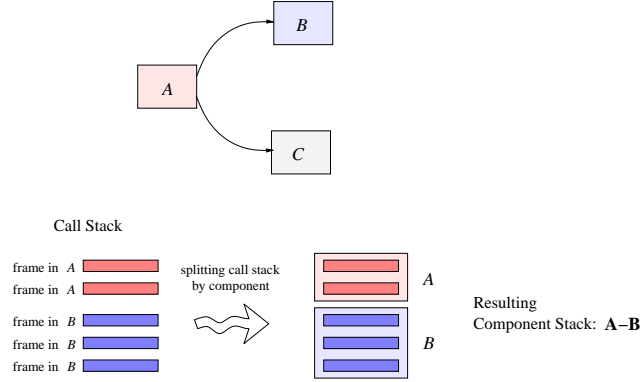 B
A
C
Call Stack
frame in A
frame in A
frame in B
frame in B
frame in B
splitting call stack
by component
A
B
Resulting
Component Stack: A–B